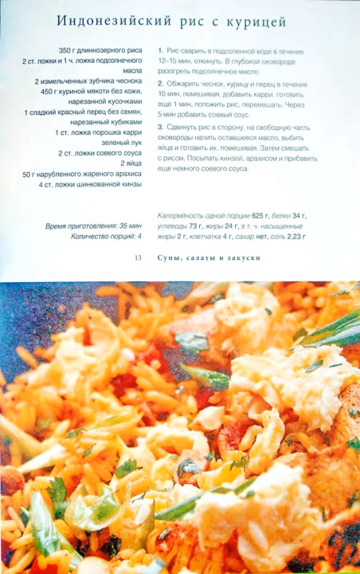 Индонезийский рис с курицей
350 г длиннозерного риса
2 ст. ложки и 1 ч. ложка подсолнечного
масла
2 измельченных зубчика чеснока
450 г куриной мякоти без кожи,
нарезанной кусочками
1 сладкий красный перец без семян,
нарезанный кубиками
1 ст. ложка порошка карри
зеленый лук
2 ст. ложки соевого соуса
2 яйца
50 г нарубленного жареного арахиса
4 ст. ложки шинкованной кинзы
Время приготовления: 35 мин
Количество порций: 4
1. Рис сварить в подсоленной воде в течение
12-15 мин, откинуть. В глубокой сковороде
разогреть подсолнечное масло.
2. Обжарить чеснок, курицу и перец в течение
10 мин, помешивая, добавить карри, готовить
еще 1 мин, положить рис, перемешать. Через
5 мин добавить соевый соус.
3. Сдвинуть рис в сторону, на свободную часть
сковороды налить оставшееся масло, выбить
яйца и готовить их, помешивая. Затем смешать
с рисом. Посыпать кинзой, арахисом и прибавить
еще немного соевого соуса.
Калорийность одной порции 625 г, белки 34 г,
углеводы 73 г, жиры 24 г, в т. ч. насыщенные
жиры 2 г, клетчатка 4 г, сахар нет, соли 2,23 г
13 Супы, салаты и закуски